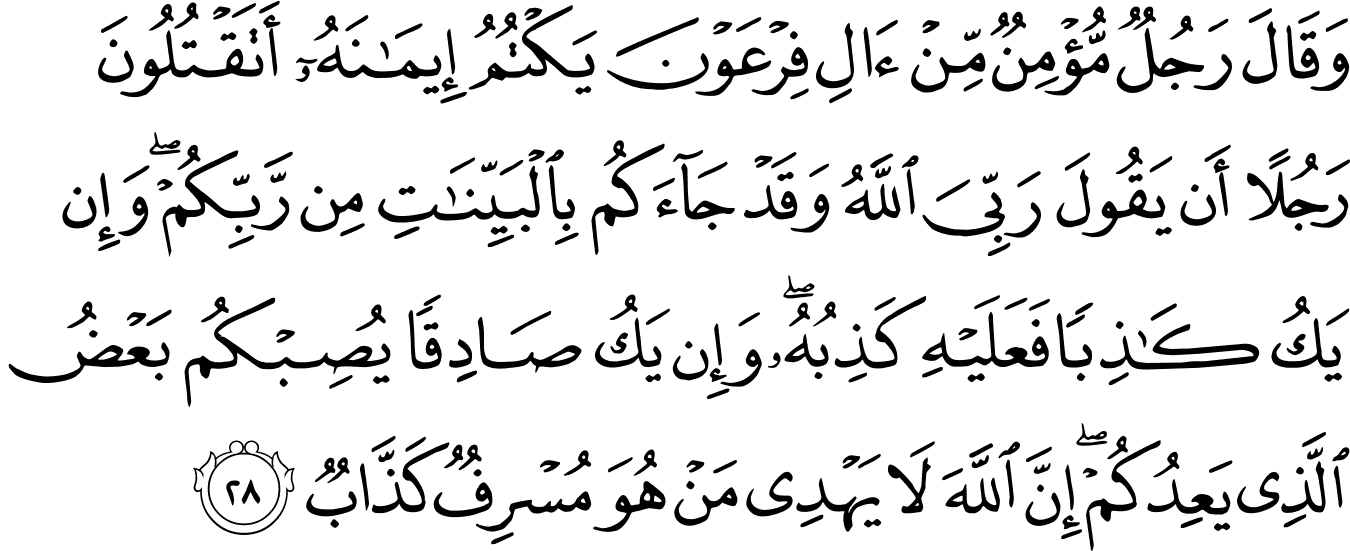 وَقَالَ رَجُلٌ مُّؤْمِنٌ مِّنْ ءَالِ فِرْعَوْنَ يَكْتُمُ إِيمَـٰنَهُۥٓ أَتَقْتُلُونَ
رَجُلًا أَن يَقُولَ رَبِّىَ ٱللَّهُ وَقَدْ جَآءَكُم بِٱلْبَيِّنَـٰتِ مِن رَّبِّكُمْ ۖ وَإِن
يَكُ كَـٰذِبًا فَعَلَيْهِ كَذِبُهُۥ ۖ وَإِن يَكُ صَادِقًا يُصِبْكُم بَعْضُ
ٱلَّذِى يَعِدُكُمْ ۖ إِنَّ ٱللَّهَ لَا يَهْدِى مَنْ هُوَ مُسْرِفٌ كَذَّابٌ ٢٨